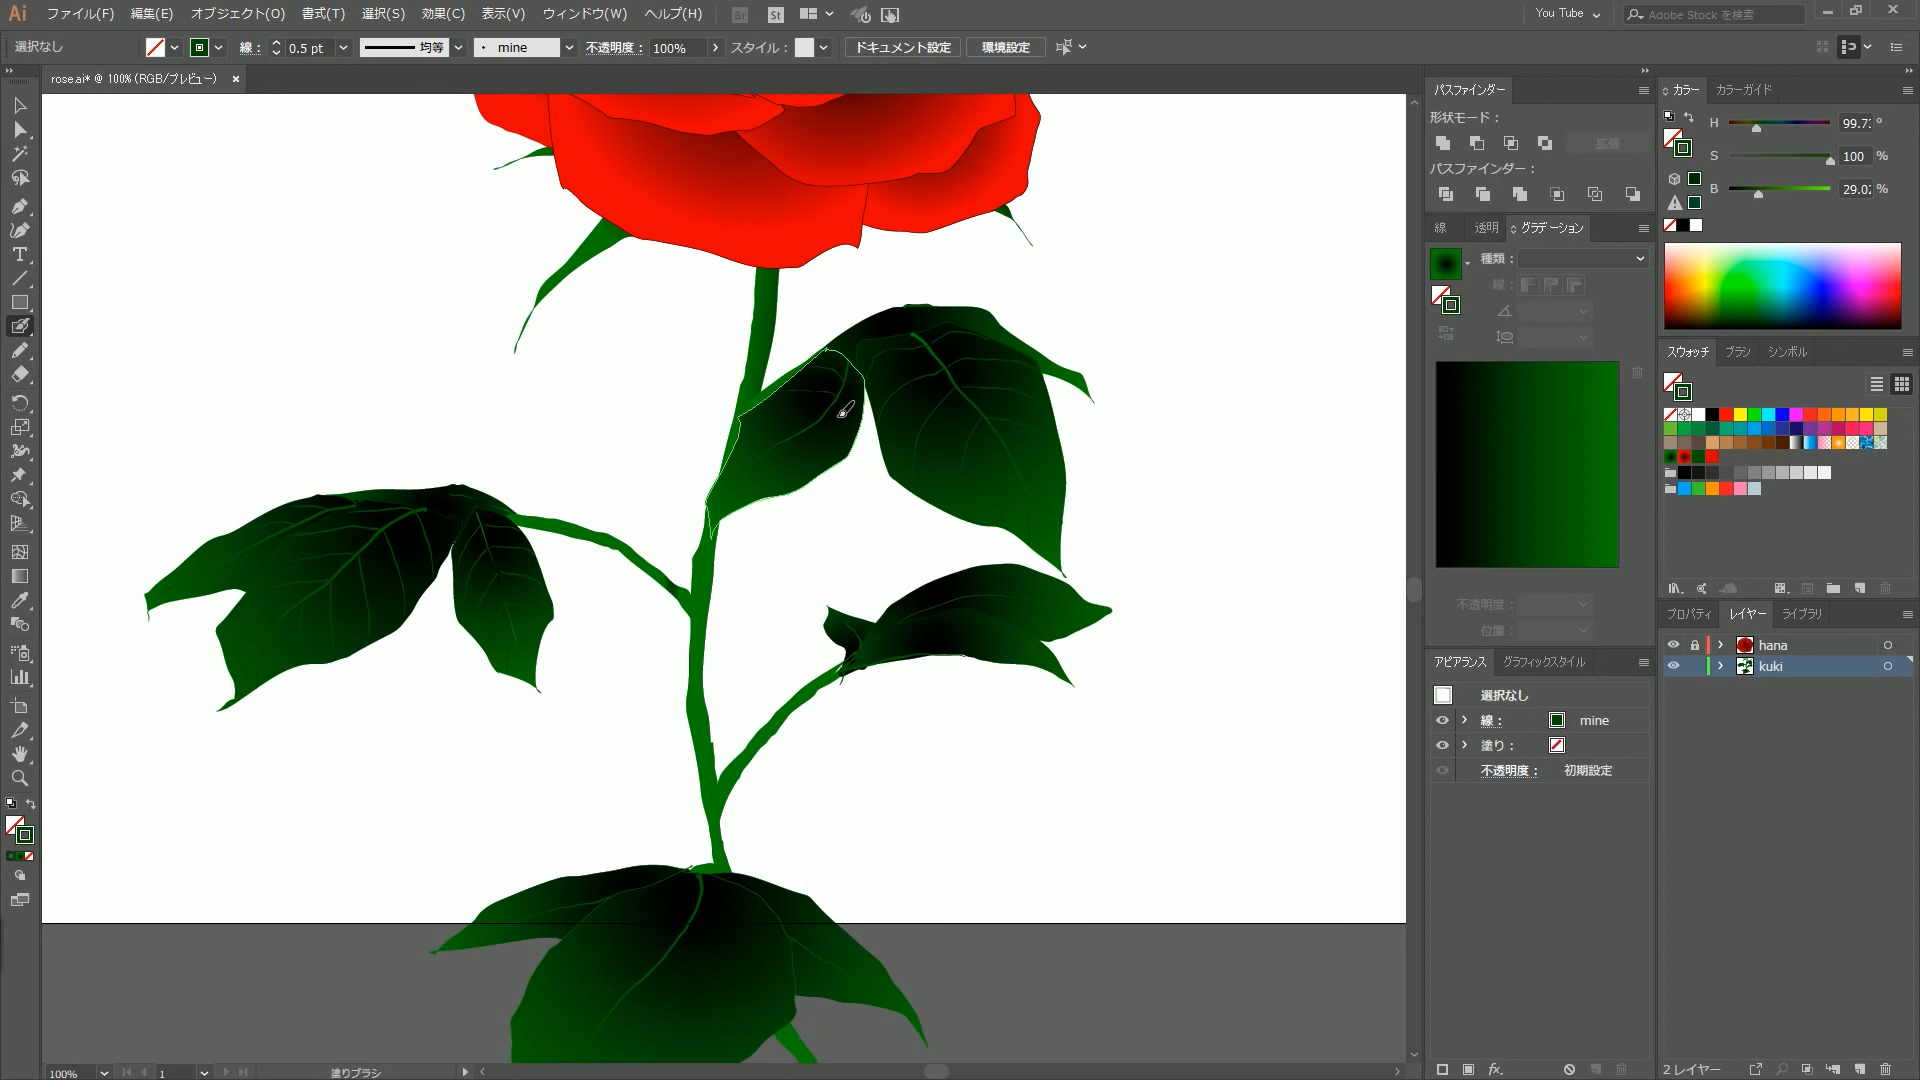 Ai ファイル(F) 編集(E) オブジェクト(O) 書式(T) 選択(S) 効果(C) 表示(V) ウィンドウ(W) ヘルプ(H) Br St You Tube Adobe Stock を検索
選択なし 線 : 0.5 pt 均等 mine 不透明度 : 100% スタイル : ドキュメント設定 環境設定
rose.ai* @ 100% (RGB/プレビュー) ×
パスファインダー
形状モード :
拡張
パスファインダー :
線 透明 グラデーション
種類 :
線 :
不透明度 :
位置 :
アピアランス グラフィックスタイル
選択なし
線 : mine
塗り :
不透明度 : 初期設定
fx.
カラー カラーガイド
H 99.73 °
S 100 %
B 29.02 %
スウォッチ ブラシ シンボル
プロパティ レイヤー ライブラリ
hana
kuki
2 レイヤー
100% 1 塗りブラシ